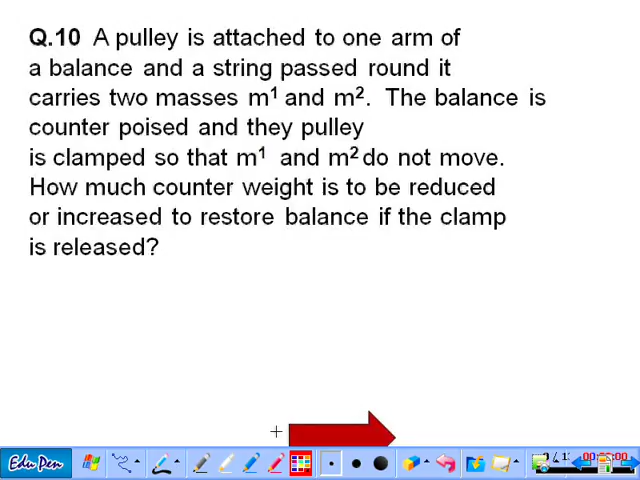 Q.10 A pulley is attached to one arm of
a balance and a string passed round it
carries two masses m¹ and m². The balance is
counter poised and they pulley
is clamped so that m¹ and m² do not move.
How much counter weight is to be reduced
or increased to restore balance if the clamp
is released?
Edu Pen